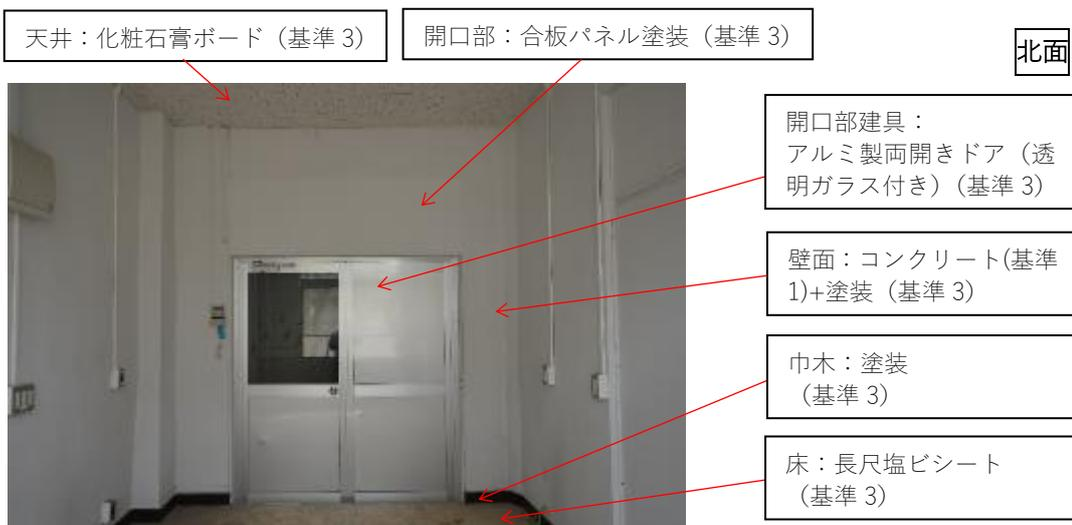 天井：化粧石膏ボード（基準 3）
開口部：合板パネル塗装（基準 3）
北面
開口部建具：
アルミ製両開きドア（透
明ガラス付き）（基準 3）
壁面：コンクリート(基準
1)+塗装（基準 3）
巾木：塗装
（基準 3）
床：長尺塩ビシート
（基準 3）